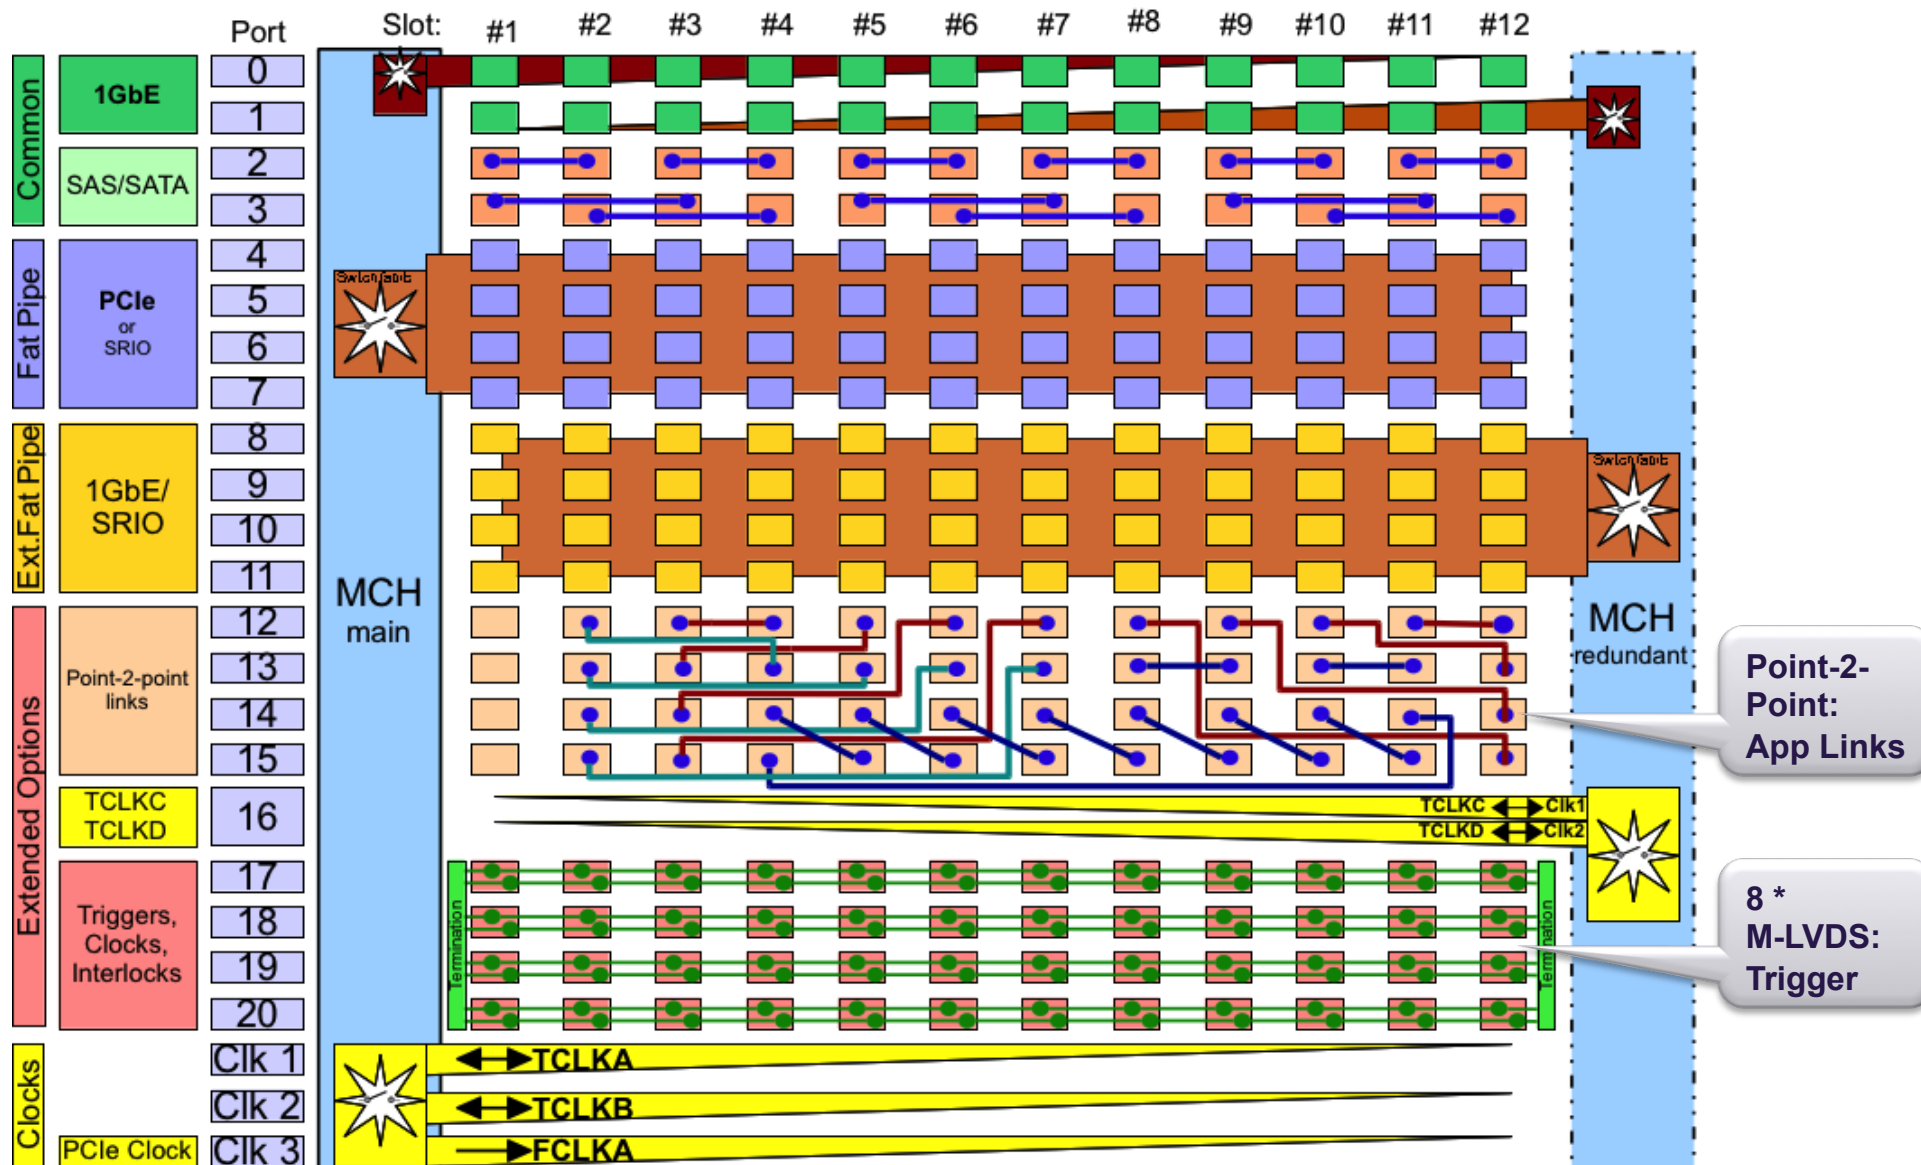 Port
Slot:
#1
#2
#3
#4
#5
#6
#7
#8
#9
#10
#11
#12
Common
1GbE
0
1
SAS/SATA
2
3
Fat Pipe
PCIe
or
SRIO
4
5
6
7
Switch fabric
Ext.Fat Pipe
1GbE/
SRIO
8
9
10
11
Switch fabric
MCH
main
MCH
redundant
Extended Options
Point-2-point
links
12
13
14
15
Point-2-
Point:
App Links
TCLKC
TCLKD
16
TCLKC
Clk1
TCLKD
Clk2
Triggers,
Clocks,
Interlocks
17
18
19
20
Termination
Termination
8 *
M-LVDS:
Trigger
Clocks
Clk 1
TCLKA
Clk 2
TCLKB
PCIe Clock
Clk 3
FCLKA